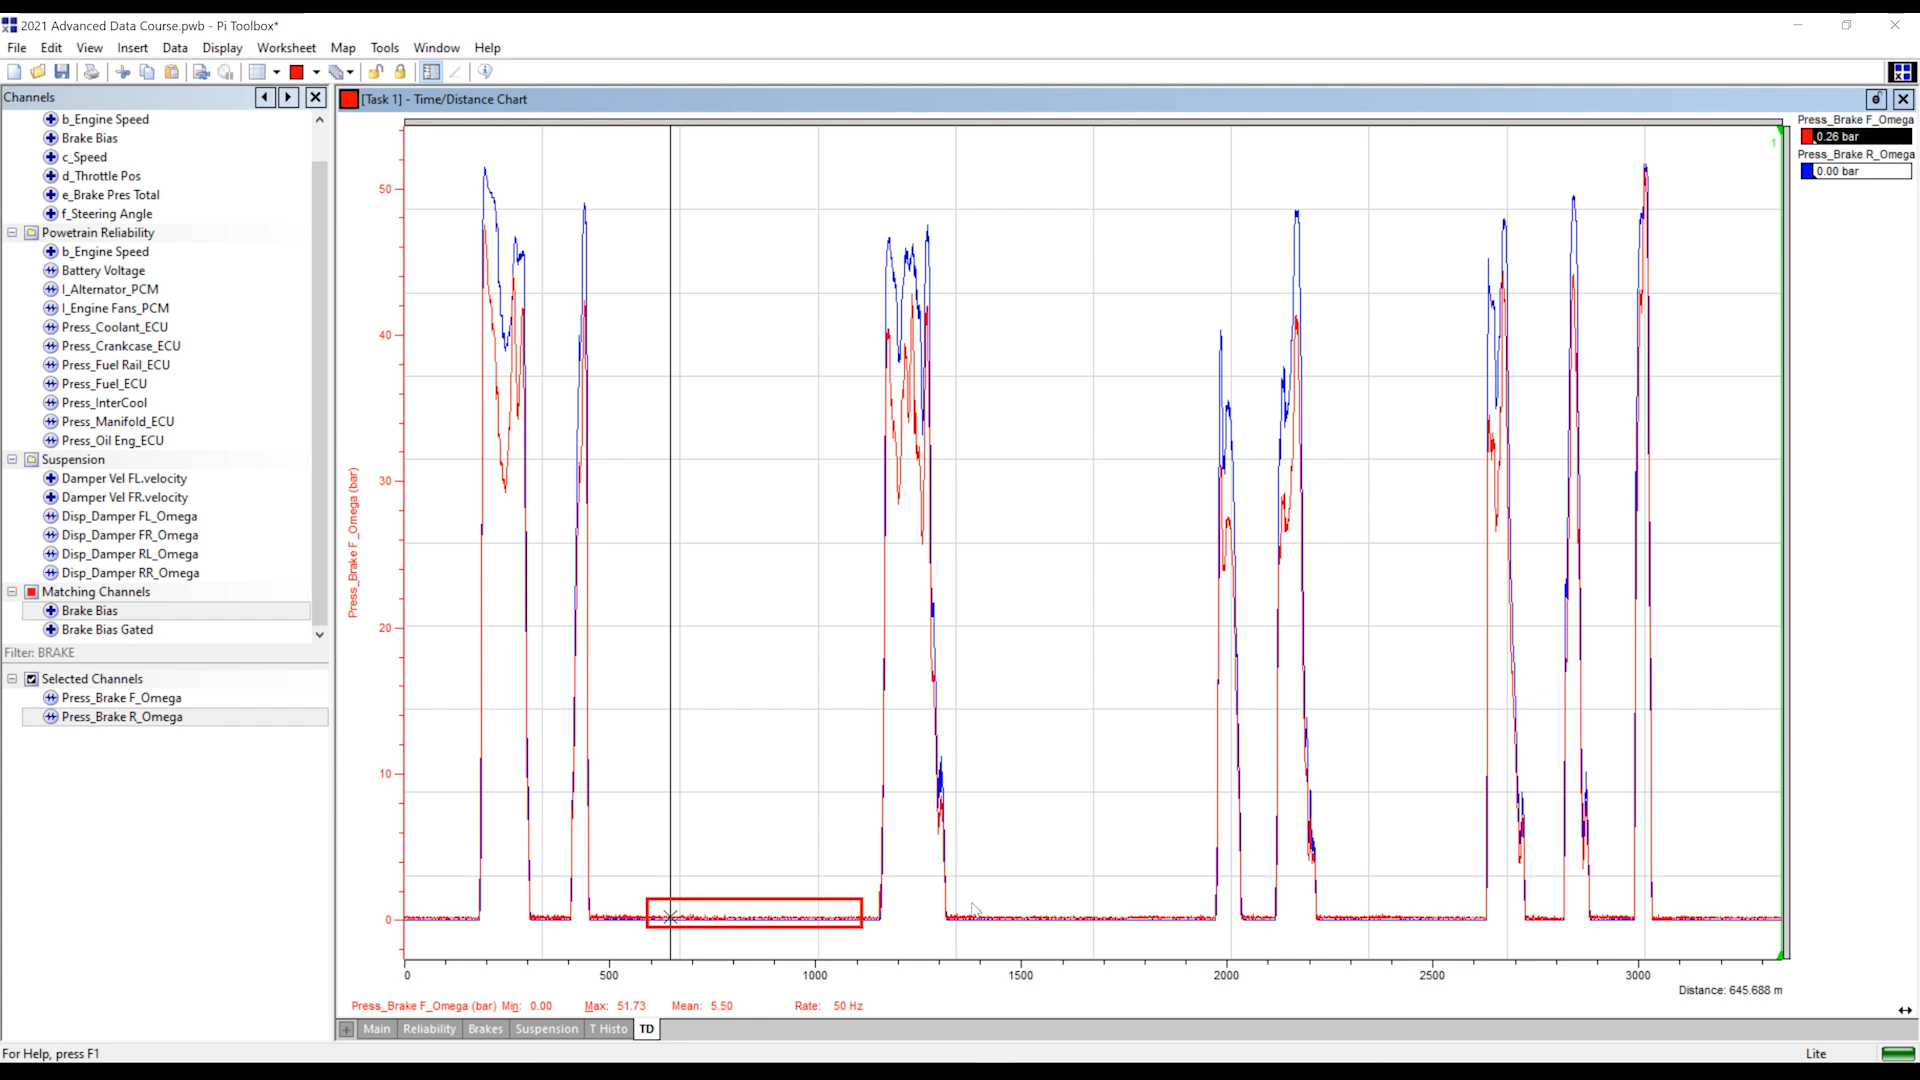 2021 Advanced Data Course.pwb - Pi Toolbox*
File Edit View Insert Data Display Worksheet Map Tools Window Help
Channels
b_Engine Speed
Brake Bias
c_Speed
d_Throttle Pos
e_Brake Pres Total
f_Steering Angle
Powetrain Reliability
b_Engine Speed
Battery Voltage
I_Alternator_PCM
I_Engine Fans_PCM
Press_Coolant_ECU
Press_Crankcase_ECU
Press_Fuel Rail_ECU
Press_Fuel_ECU
Press_InterCool
Press_Manifold_ECU
Press_Oil Eng_ECU
Suspension
Damper Vel FL.velocity
Damper Vel FR.velocity
Disp_Damper FL_Omega
Disp_Damper FR_Omega
Disp_Damper RL_Omega
Disp_Damper RR_Omega
Matching Channels
Brake Bias
Brake Bias Gated
Filter: BRAKE
Selected Channels
Press_Brake F_Omega
Press_Brake R_Omega
[Task 1] - Time/Distance Chart
1
Press_Brake F_Omega
0.26 bar
Press_Brake R_Omega
0.00 bar
Press_Brake F_Omega (bar)
50
40
30
20
10
0
0 500 1000 1500 2000 2500 3000
Distance: 645.688 m
Press_Brake F_Omega (bar) Min: 0.00 Max: 51.73 Mean: 5.50 Rate: 50 Hz
Main Reliability Brakes Suspension T Histo TD
For Help, press F1
Lite